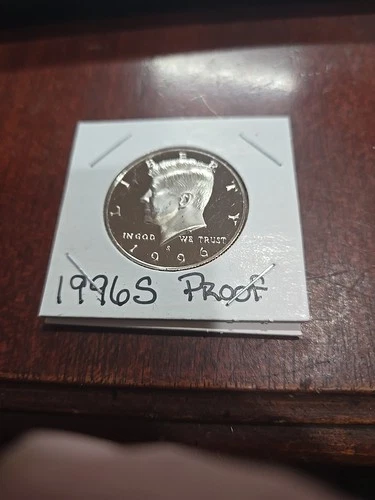 LIBERTY
IN GOD WE TRUST
S
1996
1996S PROOF